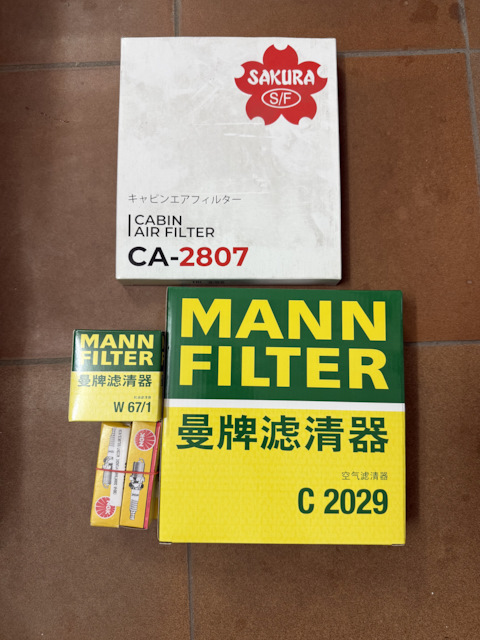 SAKURA
S/F
キャビンエアフィルター
CABIN
AIR FILTER
CA-2807
MANN
FILTER
曼牌滤清器
空气滤清器
C 2029
MANN
FILTER
曼牌滤清器
W 67/1
NGK
NGK